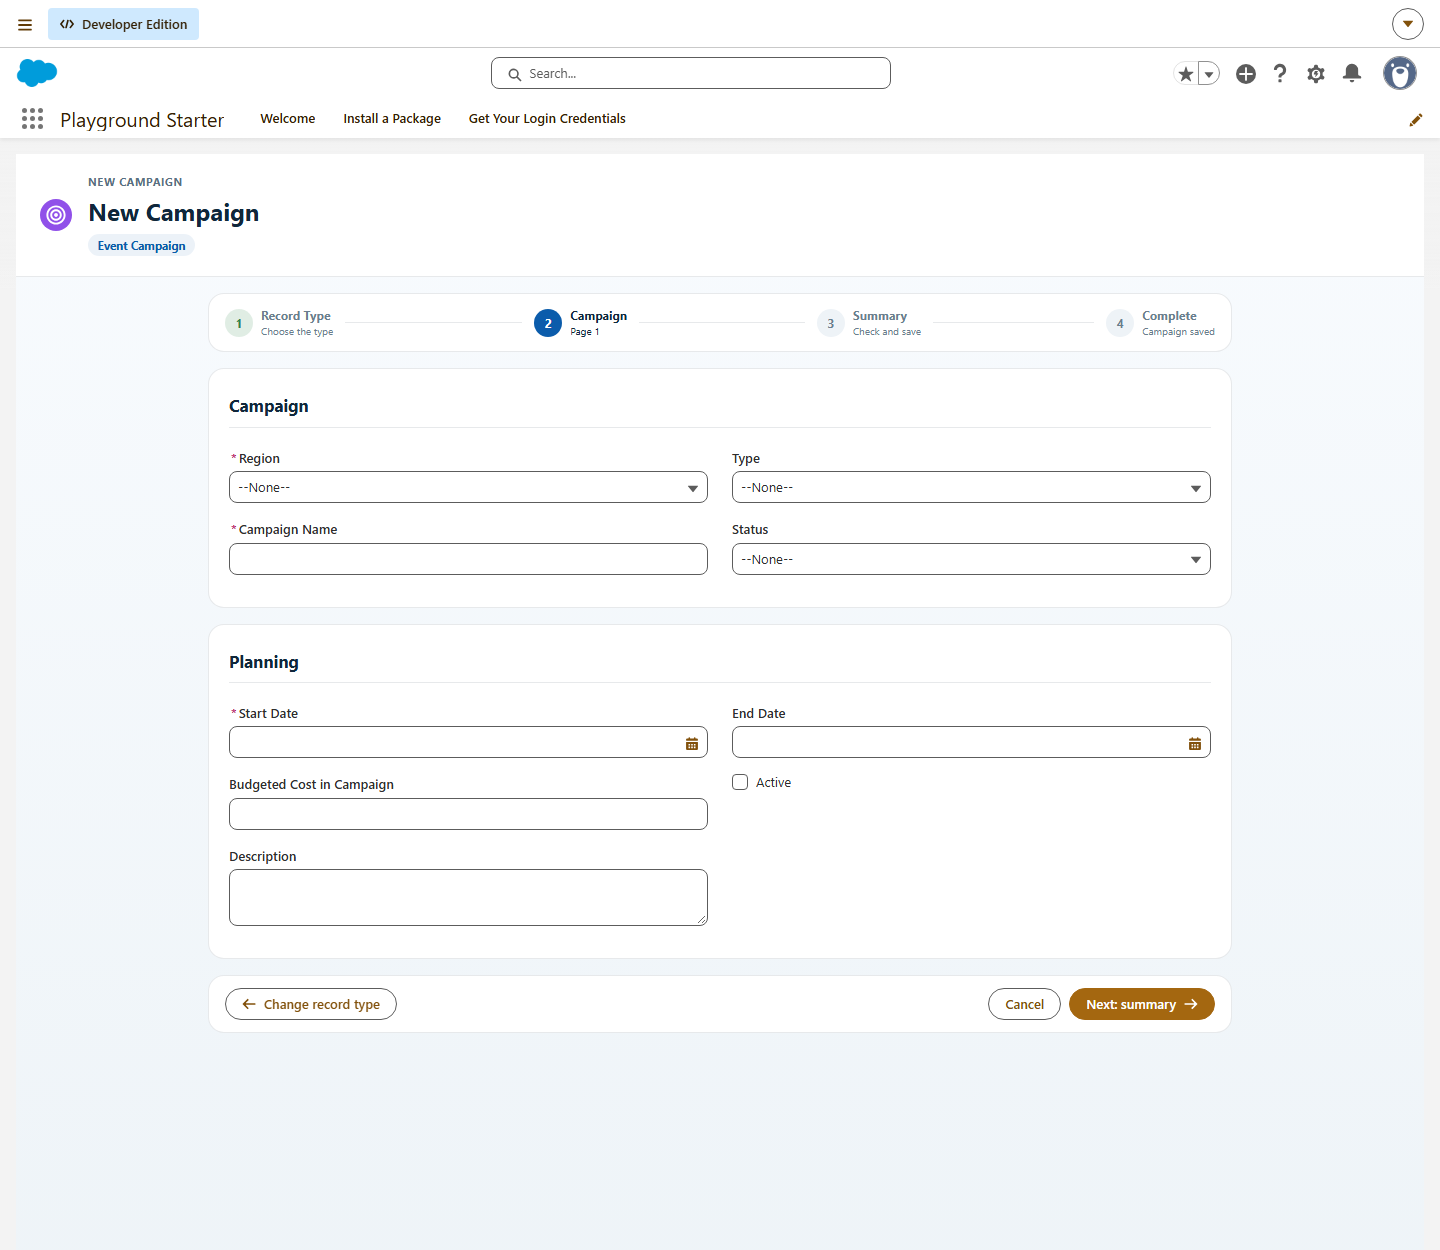 Developer Edition
Search...
Playground Starter
Welcome
Install a Package
Get Your Login Credentials
NEW CAMPAIGN
New Campaign
Event Campaign
1
Record Type
Choose the type
2
Campaign
Page 1
3
Summary
Check and save
4
Complete
Campaign saved
Campaign
*Region
--None--
Type
--None--
*Campaign Name
Status
--None--
Planning
*Start Date
End Date
Budgeted Cost in Campaign
Active
Description
Change record type
Cancel
Next: summary